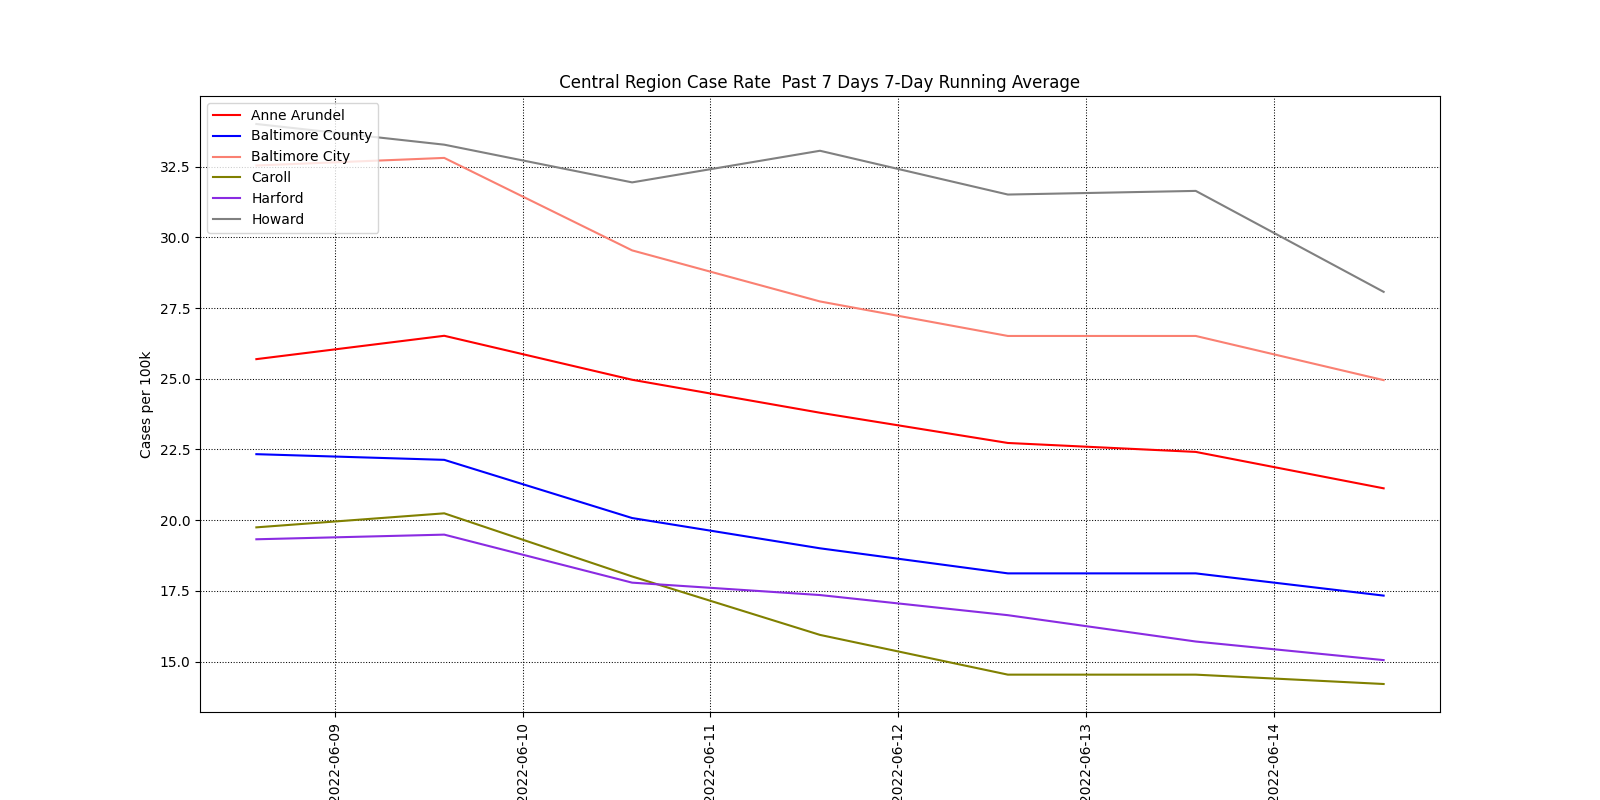 Central Region Case Rate  Past 7 Days 7-Day Running Average
Anne Arundel
Baltimore County
Baltimore City
Caroll
Harford
Howard
Cases per 100k
32.5
30.0
27.5
25.0
22.5
20.0
17.5
15.0
2022-06-09
2022-06-10
2022-06-11
2022-06-12
2022-06-13
2022-06-14